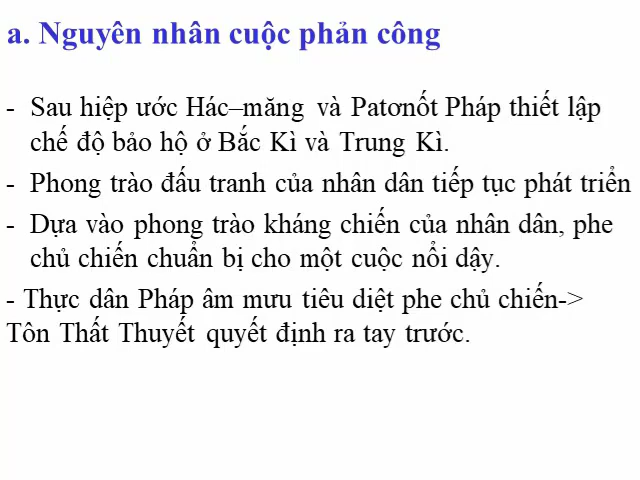 a. Nguyên nhân cuộc phản công
- Sau hiệp ước Hác–măng và Patơnốt Pháp thiết lập
chế độ bảo hộ ở Bắc Kì và Trung Kì.
- Phong trào đấu tranh của nhân dân tiếp tục phát triển
- Dựa vào phong trào kháng chiến của nhân dân, phe
chủ chiến chuẩn bị cho một cuộc nổi dậy.
- Thực dân Pháp âm mưu tiêu diệt phe chủ chiến->
Tôn Thất Thuyết quyết định ra tay trước.